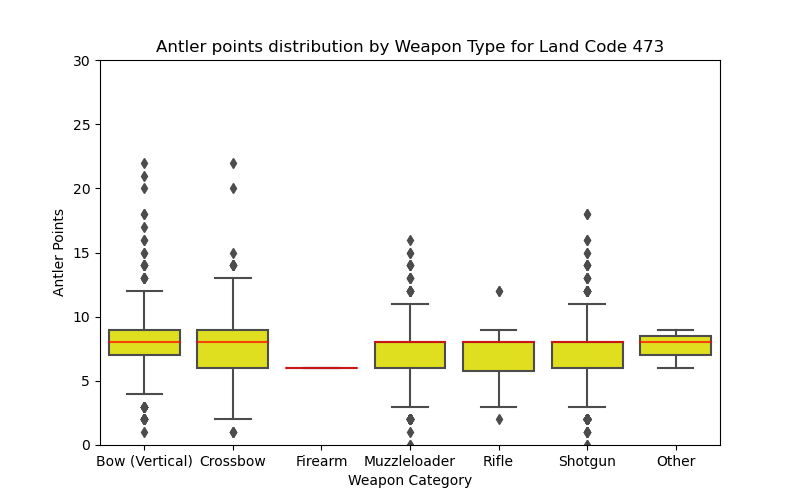 Antler points distribution by Weapon Type for Land Code 473
Antler Points
30
25
20
15
10
5
0
Bow (Vertical) Crossbow Firearm Muzzleloader Rifle Shotgun Other
Weapon Category